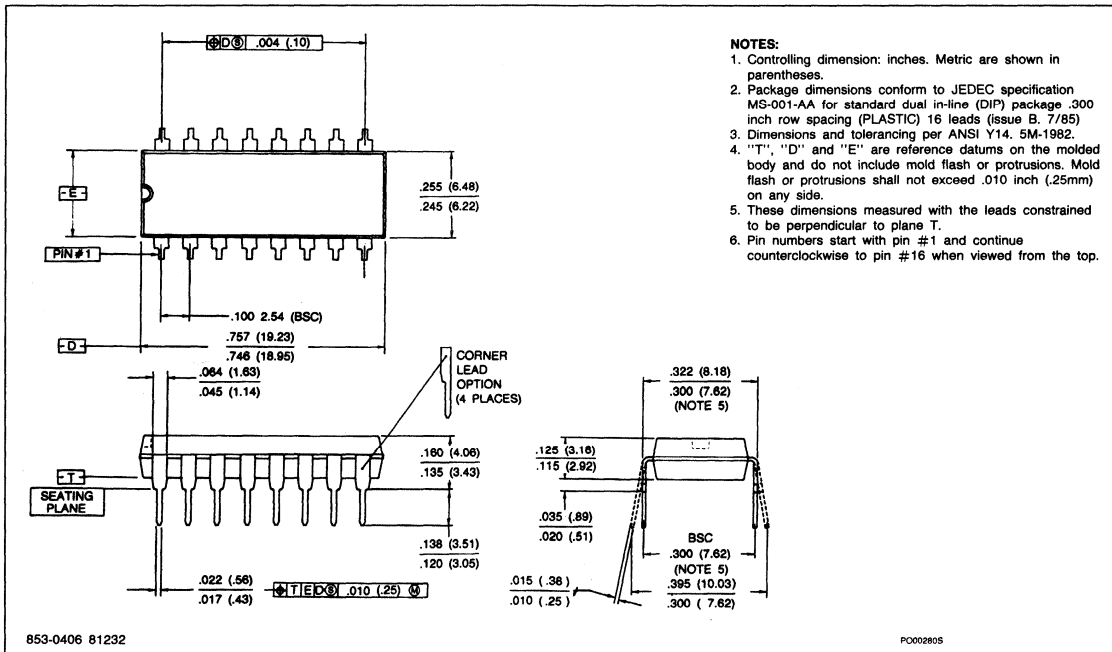 ⌖ D Ⓢ .004 (.10)
-E-
PIN #1
.255 (6.48)
.245 (6.22)
.100 2.54 (BSC)
-D-
.757 (19.23)
.746 (18.95)
NOTES:
1. Controlling dimension: inches. Metric are shown in
parentheses.
2. Package dimensions conform to JEDEC specification
MS-001-AA for standard dual in-line (DIP) package .300
inch row spacing (PLASTIC) 16 leads (issue B. 7/85)
3. Dimensions and tolerancing per ANSI Y14. 5M-1982.
4. "T", "D" and "E" are reference datums on the molded
body and do not include mold flash or protrusions. Mold
flash or protrusions shall not exceed .010 inch (.25mm)
on any side.
5. These dimensions measured with the leads constrained
to be perpendicular to plane T.
6. Pin numbers start with pin #1 and continue
counterclockwise to pin #16 when viewed from the top.
.064 (1.63)
.045 (1.14)
CORNER
LEAD
OPTION
(4 PLACES)
-T-
SEATING
PLANE
.160 (4.06)
.135 (3.43)
.138 (3.51)
.120 (3.05)
.022 (.56)
.017 (.43)
⌖ T E D Ⓢ .010 (.25) Ⓜ
.322 (8.18)
.300 (7.62)
(NOTE 5)
.125 (3.18)
.115 (2.92)
.035 (.89)
.020 (.51)
BSC
.300 (7.62)
(NOTE 5)
.015 (.38)
.010 (.25)
.395 (10.03)
.300 (7.62)
853-0406 81232
PO00280S